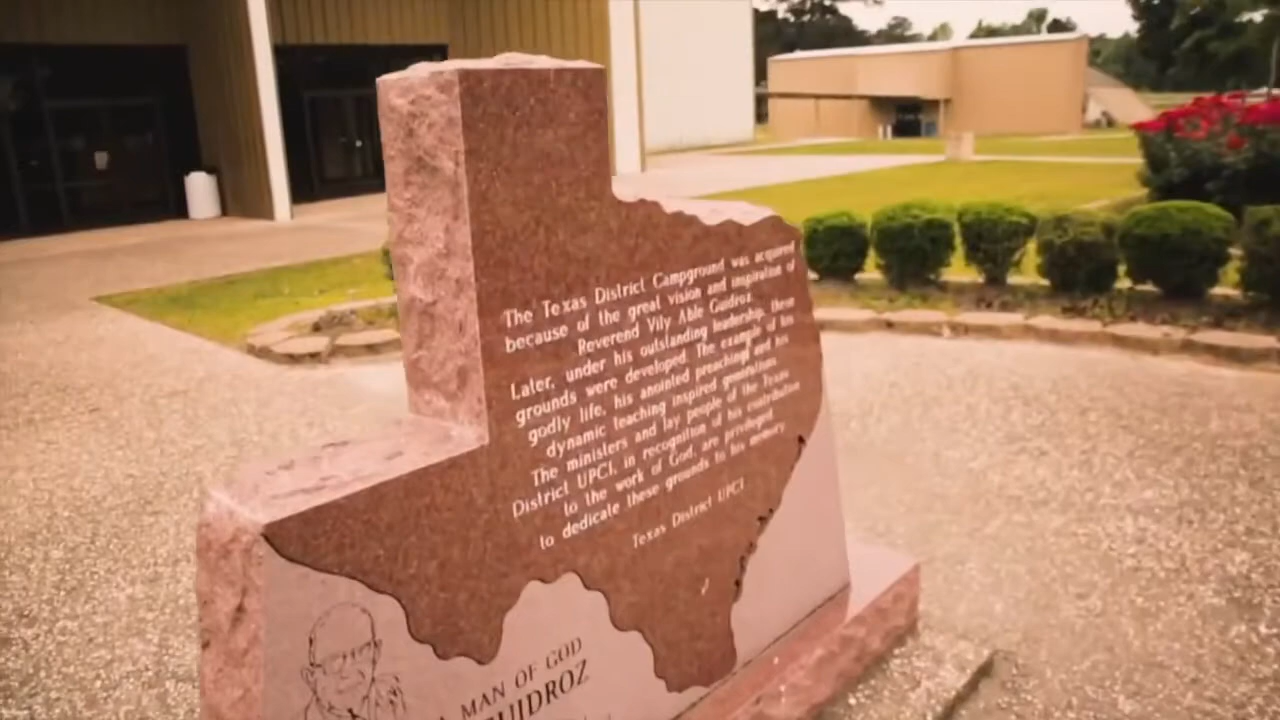 The Texas District Campground was acquired
because of the great vision and inspiration of
Reverend Vily Able Guidroz.
Later, under his outstanding leadership, these
grounds were developed. The example of his
godly life, his anointed preaching and his
dynamic teaching inspired generations.
The ministers and lay people of the Texas
District UPCI, in recognition of his contribution
to the work of God, are privileged
to dedicate these grounds to his memory.
Texas District UPCI
A MAN OF GOD
GUIDROZ